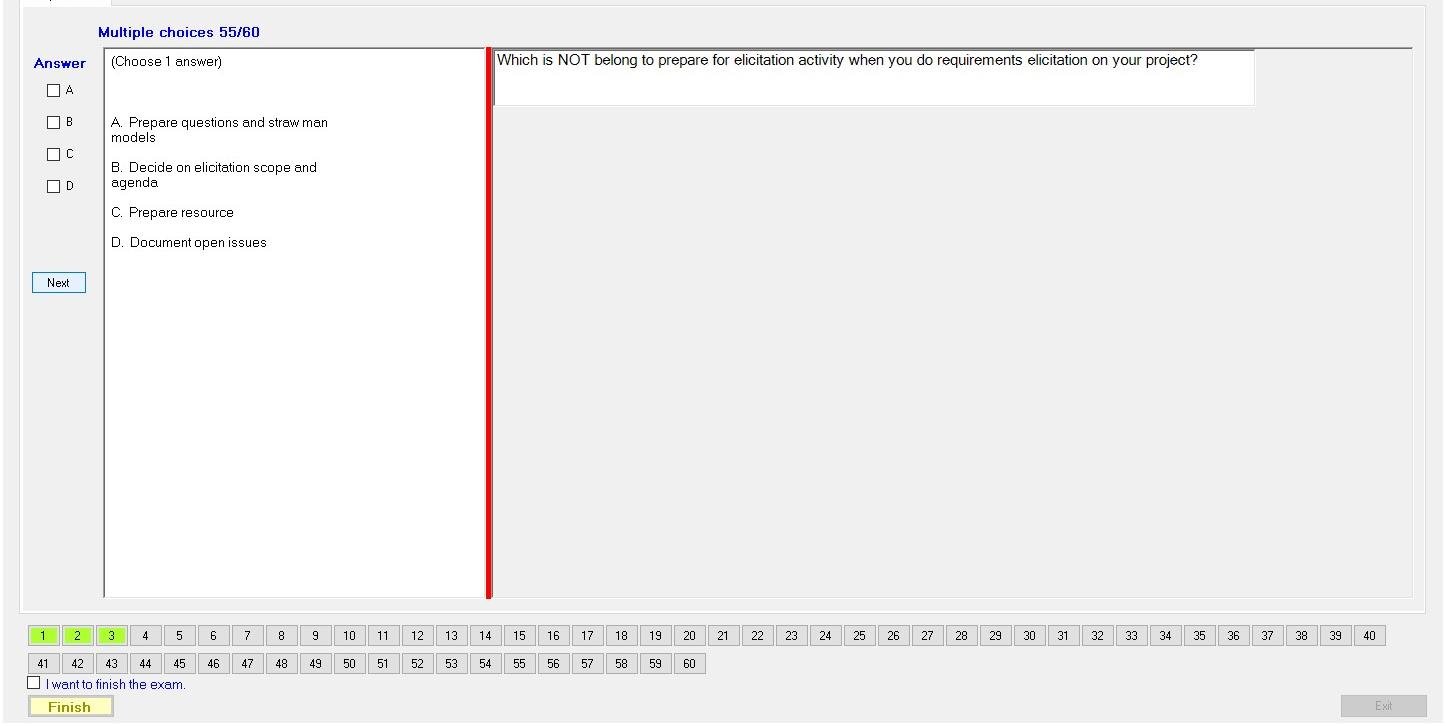 Multiple choices 55/60
Answer
(Choose 1 answer)
Which is NOT belong to prepare for elicitation activity when you do requirements elicitation on your project?
A
B
C
D
A. Prepare questions and straw man
models
B. Decide on elicitation scope and
agenda
C. Prepare resource
D. Document open issues
Next
1 2 3 4 5 6 7 8 9 10 11 12 13 14 15 16 17 18 19 20 21 22 23 24 25 26 27 28 29 30 31 32 33 34 35 36 37 38 39 40
41 42 43 44 45 46 47 48 49 50 51 52 53 54 55 56 57 58 59 60
I want to finish the exam.
Finish
Exit